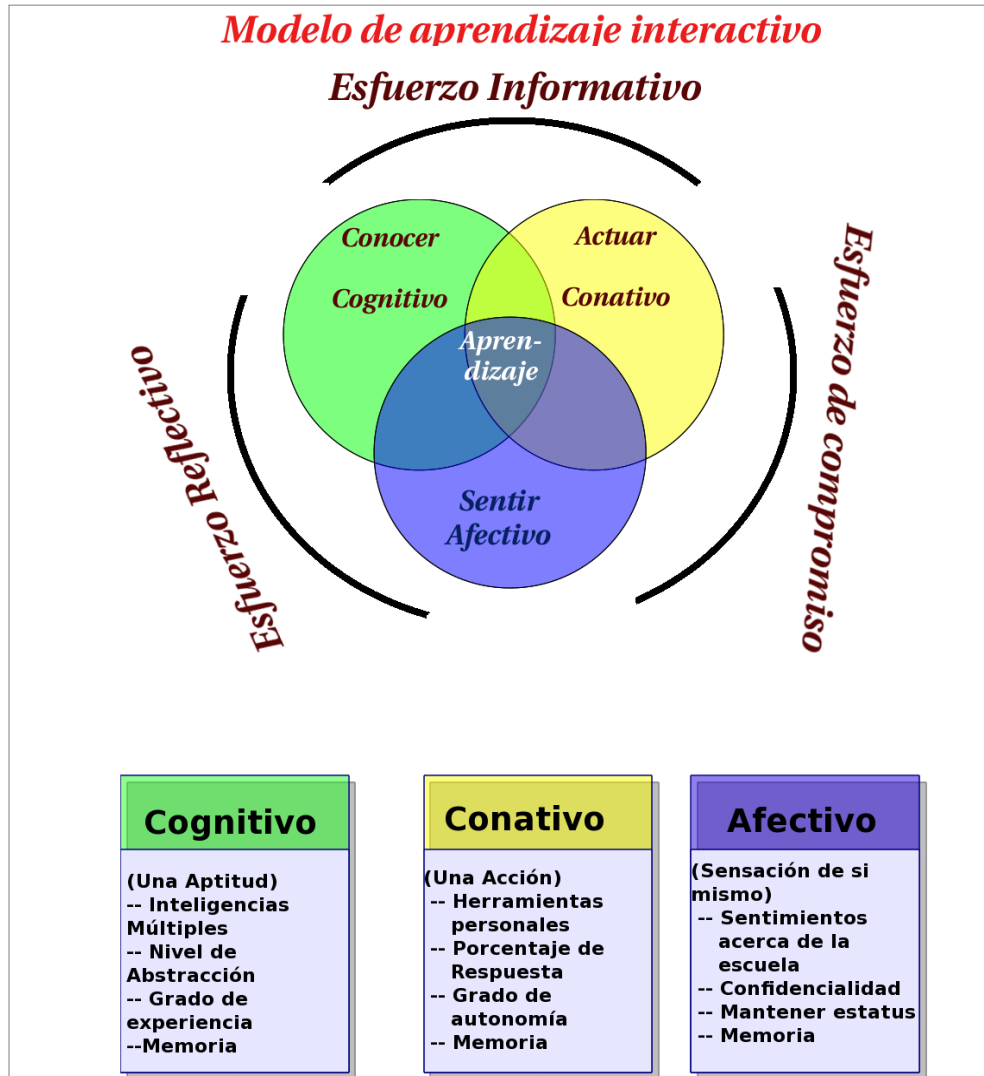 Modelo de aprendizaje interactivo
Esfuerzo Informativo
Conocer
Cognitivo
Actuar
Conativo
Apren-
dizaje
Sentir
Afectivo
Esfuerzo Reflectivo
Esfuerzo de compromiso
Cognitivo
(Una Aptitud)
-- Inteligencias
Múltiples
-- Nivel de
Abstracción
-- Grado de
experiencia
--Memoria
Conativo
(Una Acción)
-- Herramientas
personales
-- Porcentaje de
Respuesta
-- Grado de
autonomía
-- Memoria
Afectivo
(Sensación de si
mismo)
-- Sentimientos
acerca de la
escuela
-- Confidencialidad
-- Mantener estatus
-- Memoria